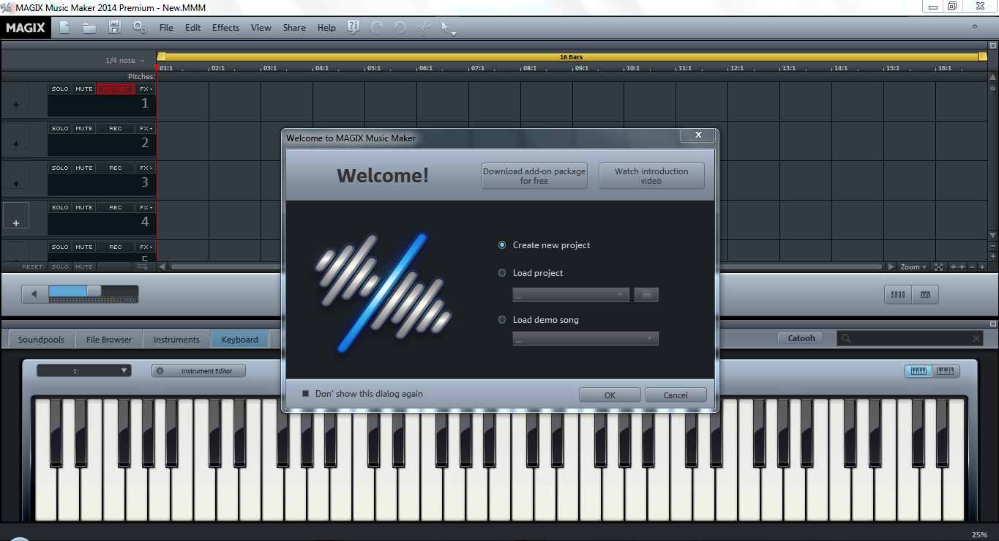 MAGIX Music Maker 2014 Premium - New.MMM
MAGIX File Edit Effects View Share Help
16 Bars
1/4 note
01:1 02:1 03:1 04:1 05:1 06:1 07:1 08:1 09:1 10:1 11:1 12:1 13:1 14:1 15:1 16:1
Pitches:
SOLO MUTE MIDI REC FX
1
SOLO MUTE REC FX
2
SOLO MUTE REC FX
3
SOLO MUTE REC FX
4
SOLO MUTE REC FX
5
RESET: SOLO MUTE
Zoom
MIDI
Welcome to MAGIX Music Maker
Welcome!
Download add-on package
for free
Watch introduction
video
Create new project
Load project
...
Load demo song
...
Don' show this dialog again
OK Cancel
Soundpools File Browser Instruments Keyboard
Catooh
1:
Instrument Editor
25%